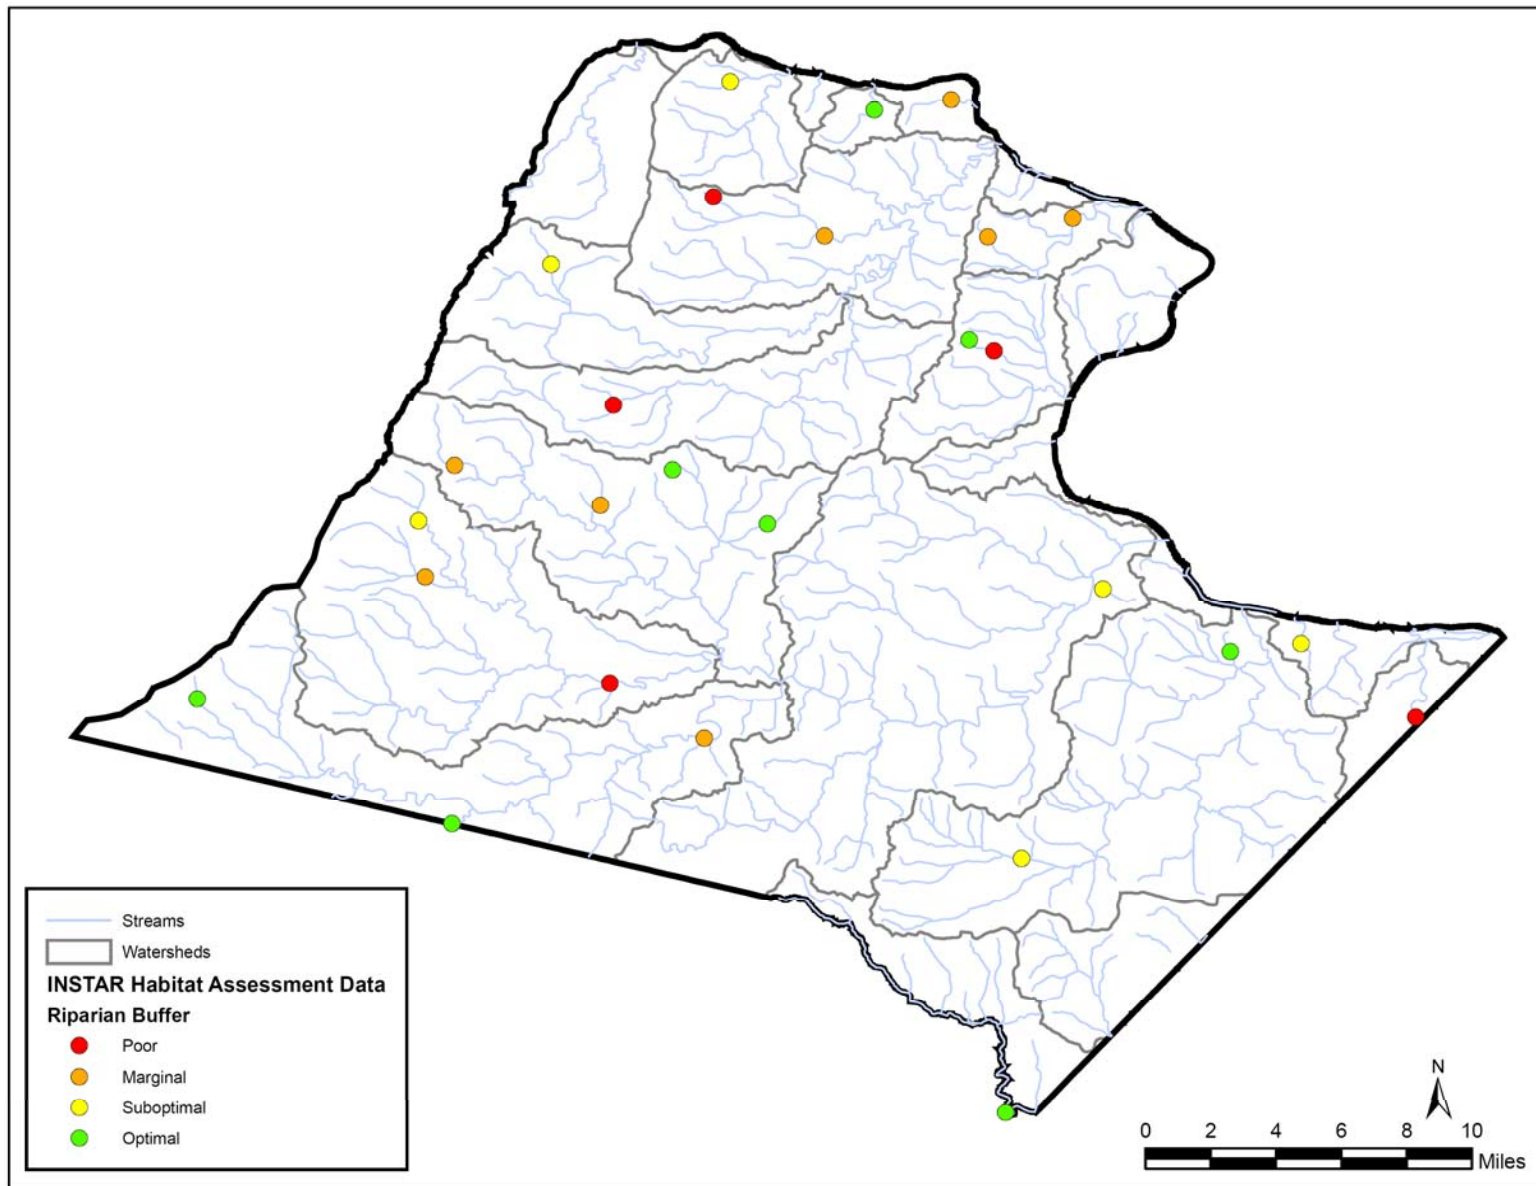 Streams
Watersheds
INSTAR Habitat Assessment Data
Riparian Buffer
Poor
Marginal
Suboptimal
Optimal
N
0 2 4 6 8 10
Miles